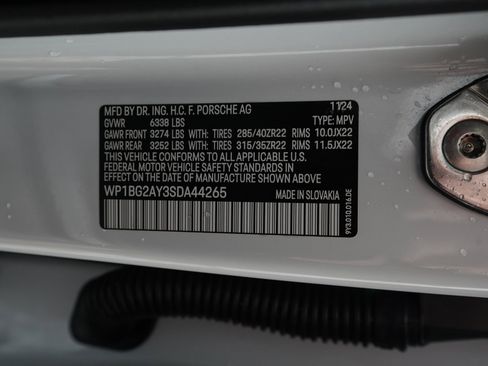 MFD BY DR. ING. H.C. F. PORSCHE AG 11/24
GVWR 6338 LBS TYPE: MPV
GAWR FRONT 3274 LBS WITH: TIRES 285/40ZR22 RIMS 10.0JX22
GAWR REAR 3252 LBS WITH: TIRES 315/35ZR22 RIMS 11.5JX22
THIS VEHICLE CONFORMS TO ALL APPLICABLE U.S.
FEDERAL MOTOR VEHICLE SAFETY STANDARDS IN
EFFECT ON THE DATE OF MANUFACTURE SHOWN ABOVE.
WP1BG2AY3SDA44265 MADE IN SLOVAKIA
9Y3.010.016.DE